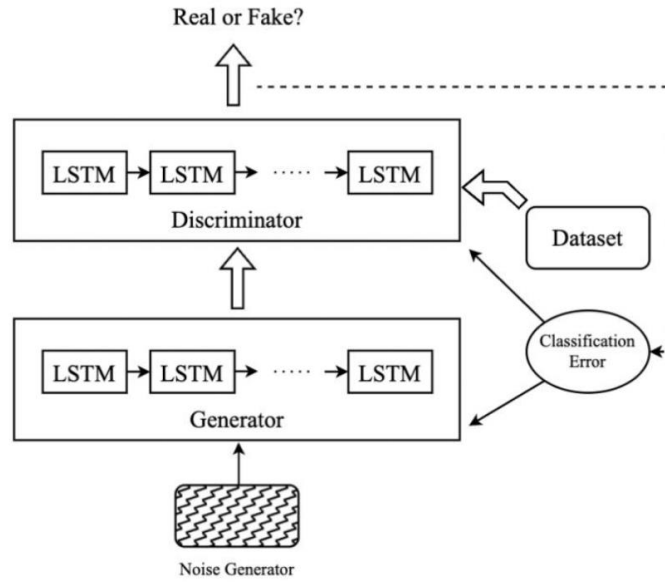 Real or Fake?
LSTM LSTM ····· LSTM
Discriminator
Dataset
Classification
Error
LSTM LSTM ····· LSTM
Generator
Noise Generator